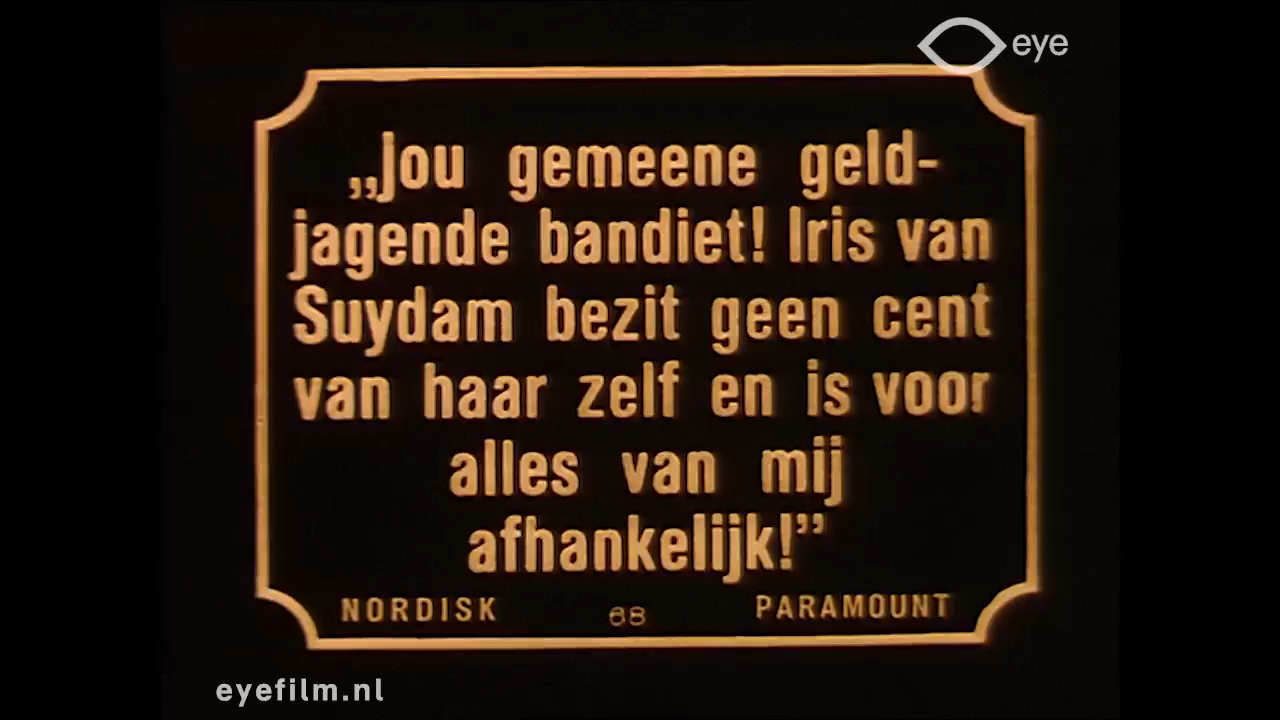 eye
„jou gemeene geld-
jagende bandiet! Iris van
Suydam bezit geen cent
van haar zelf en is voor
alles van mij
afhankelijk!”
NORDISK 68 PARAMOUNT
eyefilm.nl